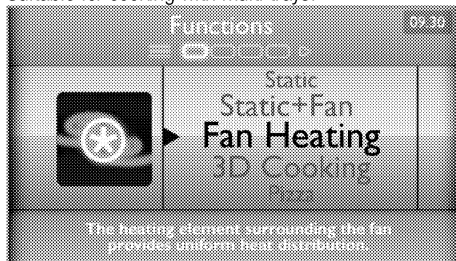 Functions
09.30
Static
Static+Fan
Fan Heating
3D Cooking
Pizza
The heating element surrounding the fan
provides uniform heat distribution.